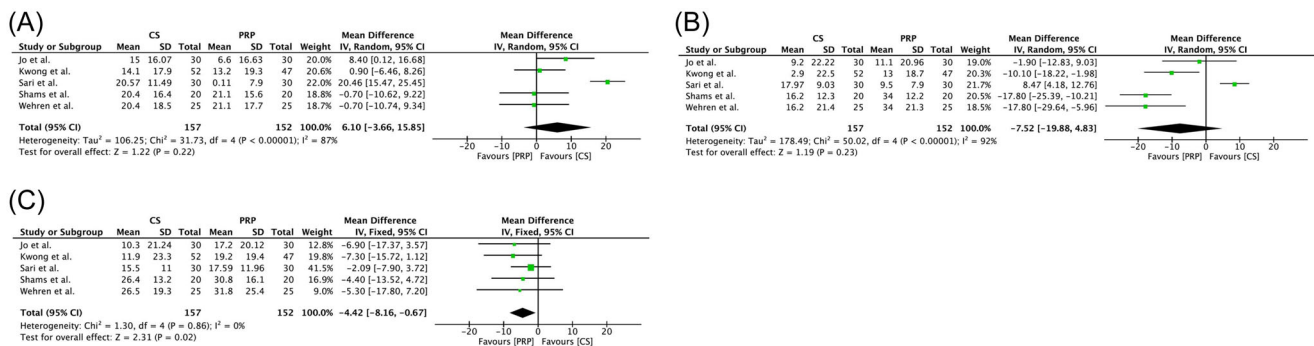 (A)
CS PRP Mean Difference Mean Difference
Study or Subgroup Mean SD Total Mean SD Total Weight IV, Random, 95% CI IV, Random, 95% CI
Jo et al. 15 16.07 30 6.6 16.63 30 20.0% 8.40 [0.12, 16.68]
Kwong et al. 14.1 17.9 52 13.2 19.3 47 20.6% 0.90 [-6.46, 8.26]
Sari et al. 20.57 11.49 30 0.11 7.9 30 22.3% 20.46 [15.47, 25.45]
Shams et al. 20.4 16.4 20 21.1 15.6 20 18.8% -0.70 [-10.62, 9.22]
Wehren et al. 20.4 18.5 25 21.1 17.7 25 18.7% -0.70 [-10.74, 9.34]
Total (95% CI) 157 152 100.0% 6.10 [-3.66, 15.85]
Heterogeneity: Tau² = 106.25; Chi² = 31.73, df = 4 (P < 0.00001); I² = 87%
Test for overall effect: Z = 1.22 (P = 0.22)
-20 -10 0 10 20
Favours [PRP] Favours [CS]
(B)
CS PRP Mean Difference Mean Difference
Study or Subgroup Mean SD Total Mean SD Total Weight IV, Random, 95% CI IV, Random, 95% CI
Jo et al. 9.2 22.22 30 11.1 20.96 30 19.0% -1.90 [-12.83, 9.03]
Kwong et al. 2.9 22.5 52 13 18.7 47 20.3% -10.10 [-18.22, -1.98]
Sari et al. 17.97 9.03 30 9.5 7.9 30 21.7% 8.47 [4.18, 12.76]
Shams et al. 16.2 12.3 20 34 12.2 20 20.6% -17.80 [-25.39, -10.21]
Wehren et al. 16.2 21.4 25 34 21.3 25 18.4% -17.80 [-29.64, -5.96]
Total (95% CI) 157 152 100.0% -7.52 [-19.88, 4.83]
Heterogeneity: Tau² = 178.49; Chi² = 50.02, df = 4 (P < 0.00001); I² = 92%
Test for overall effect: Z = 1.19 (P = 0.23)
-20 -10 0 10 20
Favours [PRP] Favours [CS]
(C)
CS PRP Mean Difference Mean Difference
Study or Subgroup Mean SD Total Mean SD Total Weight IV, Fixed, 95% CI IV, Fixed, 95% CI
Jo et al. 10.3 21.24 30 17.2 20.12 30 12.8% -6.90 [-17.37, 3.57]
Kwong et al. 11.9 23.3 52 19.2 19.4 47 19.8% -7.30 [-15.72, 1.12]
Sari et al. 15.5 11 30 17.59 11.96 30 41.5% -2.09 [-7.90, 3.72]
Shams et al. 26.4 13.2 20 30.8 16.1 20 16.9% -4.40 [-13.52, 4.72]
Wehren et al. 26.5 19.3 25 31.8 25.4 25 9.0% -5.30 [-17.80, 7.20]
Total (95% CI) 157 152 100.0% -4.42 [-8.16, -0.67]
Heterogeneity: Chi² = 1.30, df = 4 (P = 0.86); I² = 0%
Test for overall effect: Z = 2.31 (P = 0.02)
-20 -10 0 10 20
Favours [PRP] Favours [CS]